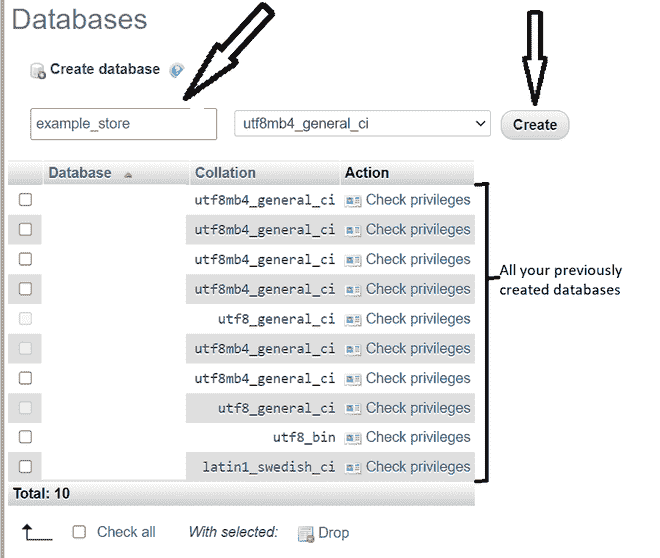 Databases
Create database
example_store utf8mb4_general_ci Create
Database Collation Action
utf8mb4_general_ci Check privileges
utf8mb4_general_ci Check privileges
utf8mb4_general_ci Check privileges
utf8mb4_general_ci Check privileges
utf8_general_ci Check privileges
utf8mb4_general_ci Check privileges
utf8mb4_general_ci Check privileges
utf8_general_ci Check privileges
utf8_bin Check privileges
latin1_swedish_ci Check privileges
All your previously
created databases
Total: 10
Check all With selected: Drop